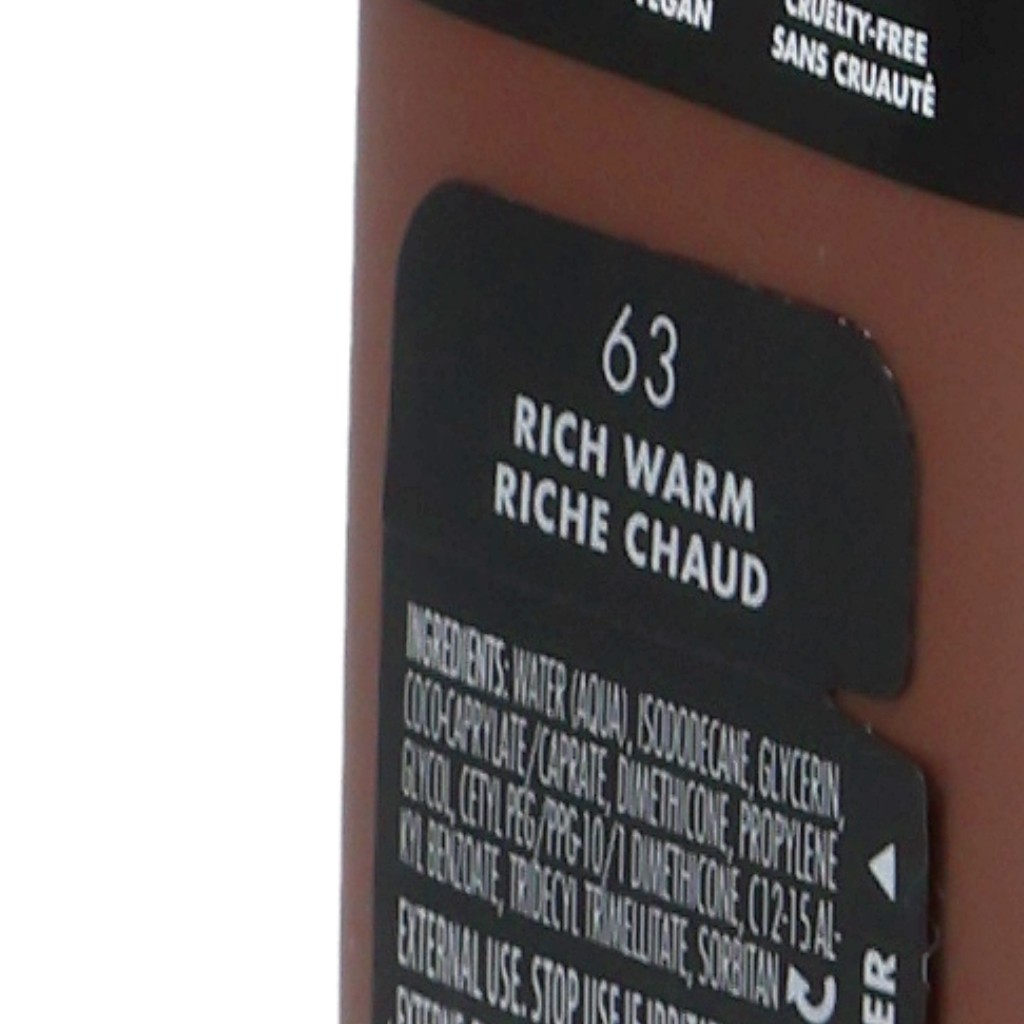 VEGAN
CRUELTY-FREE
SANS CRUAUTÉ
63
RICH WARM
RICHE CHAUD
INGREDIENTS: WATER (AQUA), ISODODECANE, GLYCERIN,
COCO-CAPRYLATE/CAPRATE, DIMETHICONE, PROPYLENE
GLYCOL, CETYL PEG/PPG-10/1 DIMETHICONE, C12-15 AL-
KYL BENZOATE, TRIDECYL TRIMELLITATE, SORBITAN
EXTERNAL USE. STOP USE IF
ER